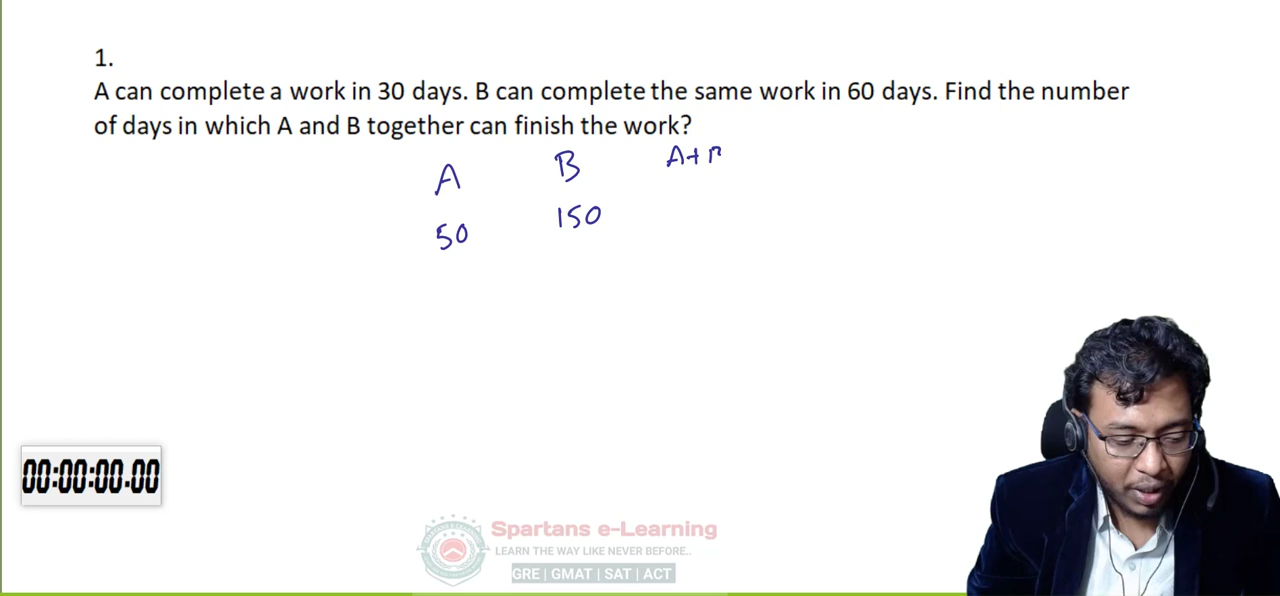 1.
A can complete a work in 30 days. B can complete the same work in 60 days. Find the number
of days in which A and B together can finish the work?
A B A+
50 150
00:00:00.00
Spartans e-Learning
LEARN THE WAY LIKE NEVER BEFORE..
GRE | GMAT | SAT | ACT